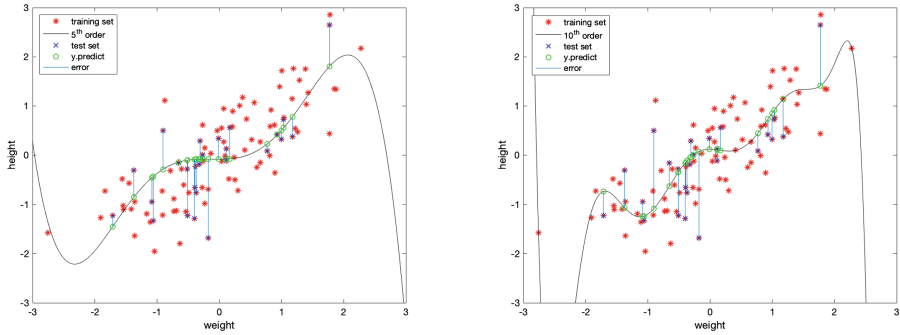 training set
5th order
test set
y.predict
error
height
3
2
1
0
-1
-2
-3
-3 -2 -1 0 1 2 3
weight
training set
10th order
test set
y.predict
error
height
3
2
1
0
-1
-2
-3
-3 -2 -1 0 1 2 3
weight